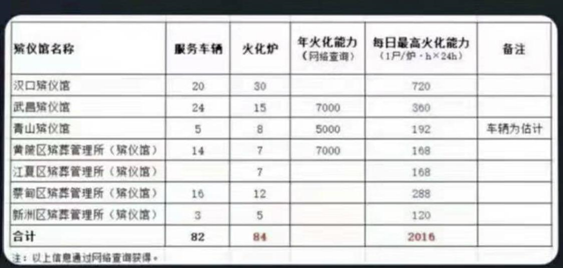 殡仪馆名称 服务车辆 火化炉 年火化能力（网络查询） 每日最高火化能力（1尸/炉·h×24h） 备注
汉口殡仪馆 20 30 720
武昌殡仪馆 24 15 7000 360
青山殡仪馆 5 8 5000 192 车辆为估计
黄陂区殡葬管理所（殡仪馆） 14 7 7000 168
江夏区殡葬管理所（殡仪馆） 7 168
蔡甸区殡葬管理所（殡仪馆） 16 12 288
新洲区殡葬管理所（殡仪馆） 3 5 120
合计 82 84 2016
注：以上信息通过网络查询获得。